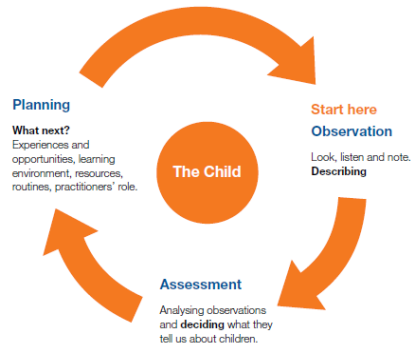 Planning
What next?
Experiences and
opportunities, learning
environment, resources,
routines, practitioners' role.
The Child
Start here
Observation
Look, listen and note.
Describing
Assessment
Analysing observations
and deciding what they
tell us about children.